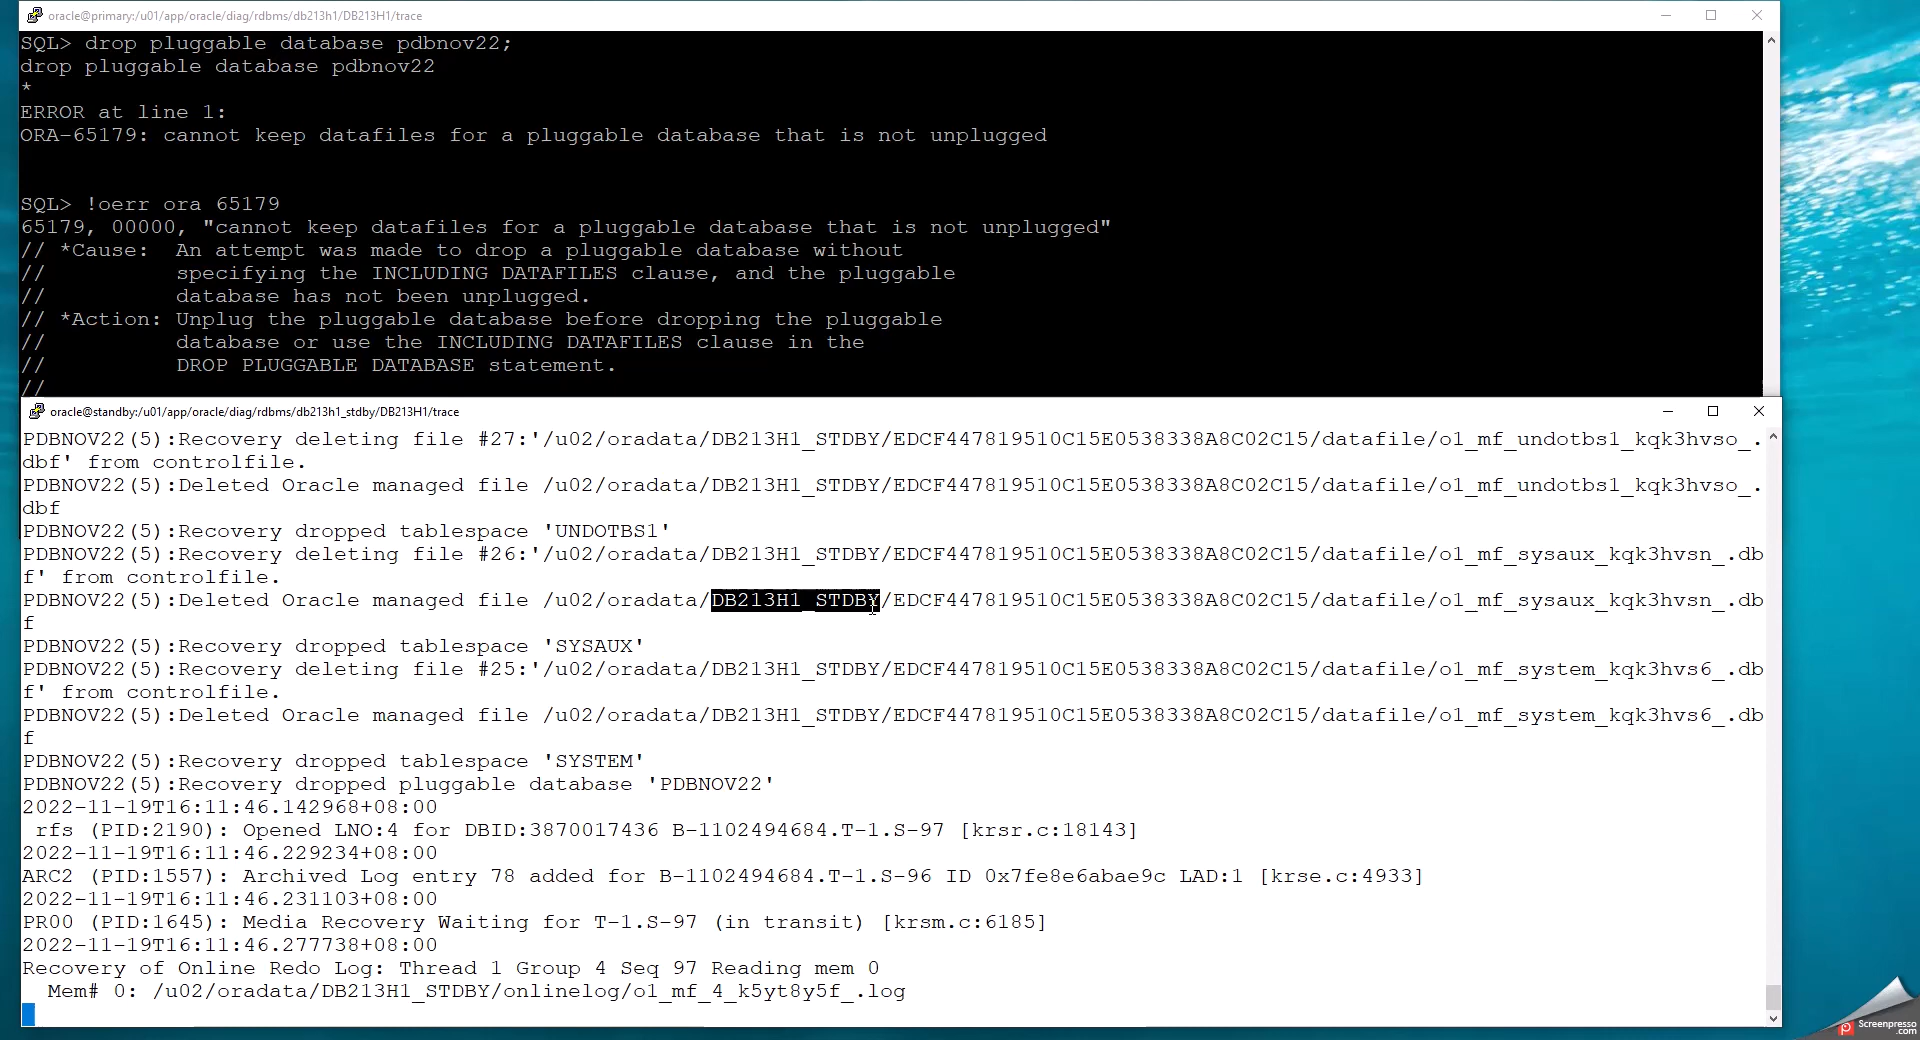 oracle@primary:/u01/app/oracle/diag/rdbms/db213h1/DB213H1/trace
SQL> drop pluggable database pdbnov22;
drop pluggable database pdbnov22
*
ERROR at line 1:
ORA-65179: cannot keep datafiles for a pluggable database that is not unplugged
SQL> !oerr ora 65179
65179, 00000, "cannot keep datafiles for a pluggable database that is not unplugged"
// *Cause:  An attempt was made to drop a pluggable database without
//          specifying the INCLUDING DATAFILES clause, and the pluggable
//          database has not been unplugged.
// *Action: Unplug the pluggable database before dropping the pluggable
//          database or use the INCLUDING DATAFILES clause in the
//          DROP PLUGGABLE DATABASE statement.
//
oracle@standby:/u01/app/oracle/diag/rdbms/db213h1_stdby/DB213H1/trace
PDBNOV22(5):Recovery deleting file #27:'/u02/oradata/DB213H1_STDBY/EDCF447819510C15E0538338A8C02C15/datafile/o1_mf_undotbs1_kqk3hvso_.
dbf' from controlfile.
PDBNOV22(5):Deleted Oracle managed file /u02/oradata/DB213H1_STDBY/EDCF447819510C15E0538338A8C02C15/datafile/o1_mf_undotbs1_kqk3hvso_.
dbf
PDBNOV22(5):Recovery dropped tablespace 'UNDOTBS1'
PDBNOV22(5):Recovery deleting file #26:'/u02/oradata/DB213H1_STDBY/EDCF447819510C15E0538338A8C02C15/datafile/o1_mf_sysaux_kqk3hvsn_.db
f' from controlfile.
PDBNOV22(5):Deleted Oracle managed file /u02/oradata/DB213H1_STDBY/EDCF447819510C15E0538338A8C02C15/datafile/o1_mf_sysaux_kqk3hvsn_.db
f
PDBNOV22(5):Recovery dropped tablespace 'SYSAUX'
PDBNOV22(5):Recovery deleting file #25:'/u02/oradata/DB213H1_STDBY/EDCF447819510C15E0538338A8C02C15/datafile/o1_mf_system_kqk3hvs6_.db
f' from controlfile.
PDBNOV22(5):Deleted Oracle managed file /u02/oradata/DB213H1_STDBY/EDCF447819510C15E0538338A8C02C15/datafile/o1_mf_system_kqk3hvs6_.db
f
PDBNOV22(5):Recovery dropped tablespace 'SYSTEM'
PDBNOV22(5):Recovery dropped pluggable database 'PDBNOV22'
2022-11-19T16:11:46.142968+08:00
 rfs (PID:2190): Opened LNO:4 for DBID:3870017436 B-1102494684.T-1.S-97 [krsr.c:18143]
2022-11-19T16:11:46.229234+08:00
ARC2 (PID:1557): Archived Log entry 78 added for B-1102494684.T-1.S-96 ID 0x7fe8e6abae9c LAD:1 [krse.c:4933]
2022-11-19T16:11:46.231103+08:00
PR00 (PID:1645): Media Recovery Waiting for T-1.S-97 (in transit) [krsm.c:6185]
2022-11-19T16:11:46.277738+08:00
Recovery of Online Redo Log: Thread 1 Group 4 Seq 97 Reading mem 0
  Mem# 0: /u02/oradata/DB213H1_STDBY/onlinelog/o1_mf_4_k5yt8y5f_.log
Screenpresso
.com